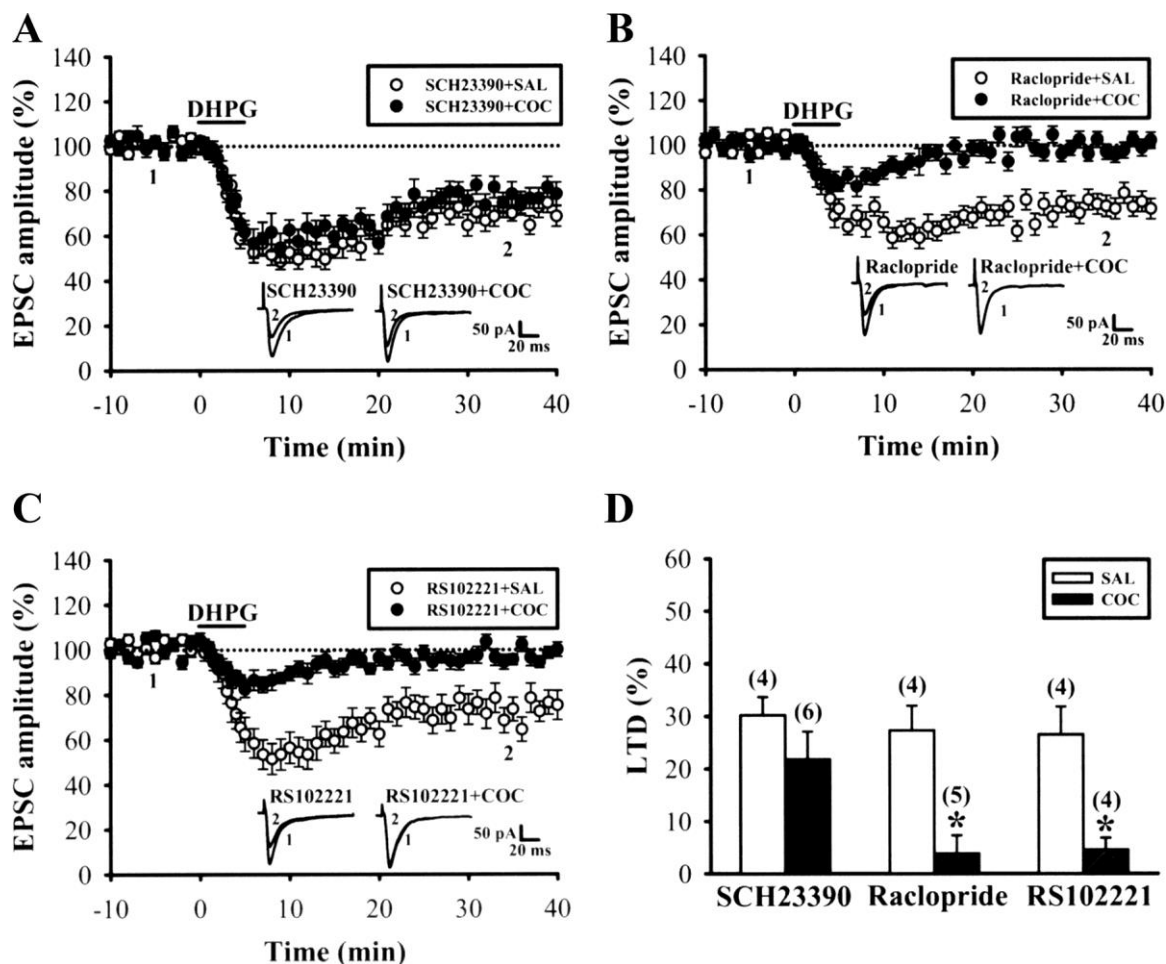 A
EPSC amplitude (%)
140
120
100
80
60
40
20
0
DHPG
SCH23390+SAL
SCH23390+COC
1
2
SCH23390
SCH23390+COC
2
1
2
1
50 pA
20 ms
-10 0 10 20 30 40
Time (min)
B
EPSC amplitude (%)
140
120
100
80
60
40
20
0
DHPG
Raclopride+SAL
Raclopride+COC
1
2
Raclopride
Raclopride+COC
2
1
2
1
50 pA
20 ms
-10 0 10 20 30 40
Time (min)
C
EPSC amplitude (%)
140
120
100
80
60
40
20
0
DHPG
RS102221+SAL
RS102221+COC
1
2
RS102221
RS102221+COC
2
1
2
1
50 pA
20 ms
-10 0 10 20 30 40
Time (min)
D
LTD (%)
60
50
40
30
20
10
0
SAL
COC
(4)
(6)
(4)
(5)
*
(4)
(4)
*
SCH23390 Raclopride RS102221